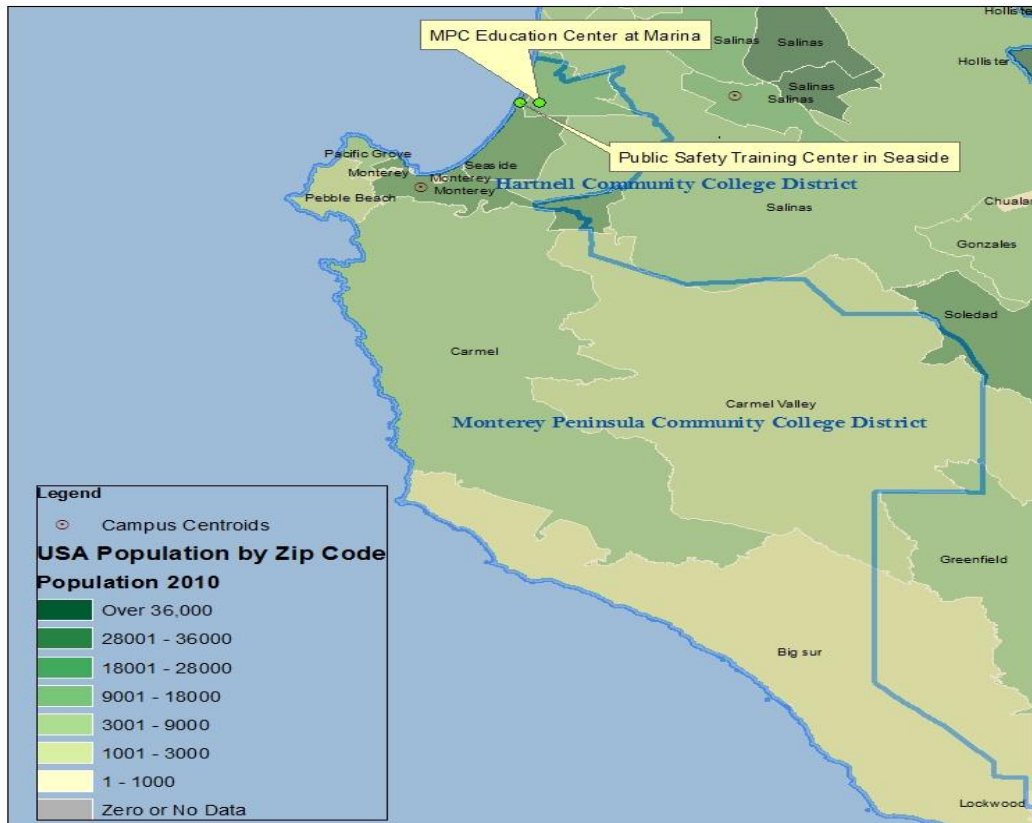 Hollister
MPC Education Center at Marina
Salinas
Salinas
Hollister
Salinas
Salinas
Public Safety Training Center in Seaside
Pacific Grove
Seaside
Monterey
Monterey
Monterey
Hartnell Community College District
Pebble Beach
Salinas
Chualar
Gonzales
Soledad
Carmel
Carmel Valley
Monterey Peninsula Community College District
Greenfield
Big sur
Lockwood
Legend
Campus Centroids
USA Population by Zip Code
Population 2010
Over 36,000
28001 - 36000
18001 - 28000
9001 - 18000
3001 - 9000
1001 - 3000
1 - 1000
Zero or No Data